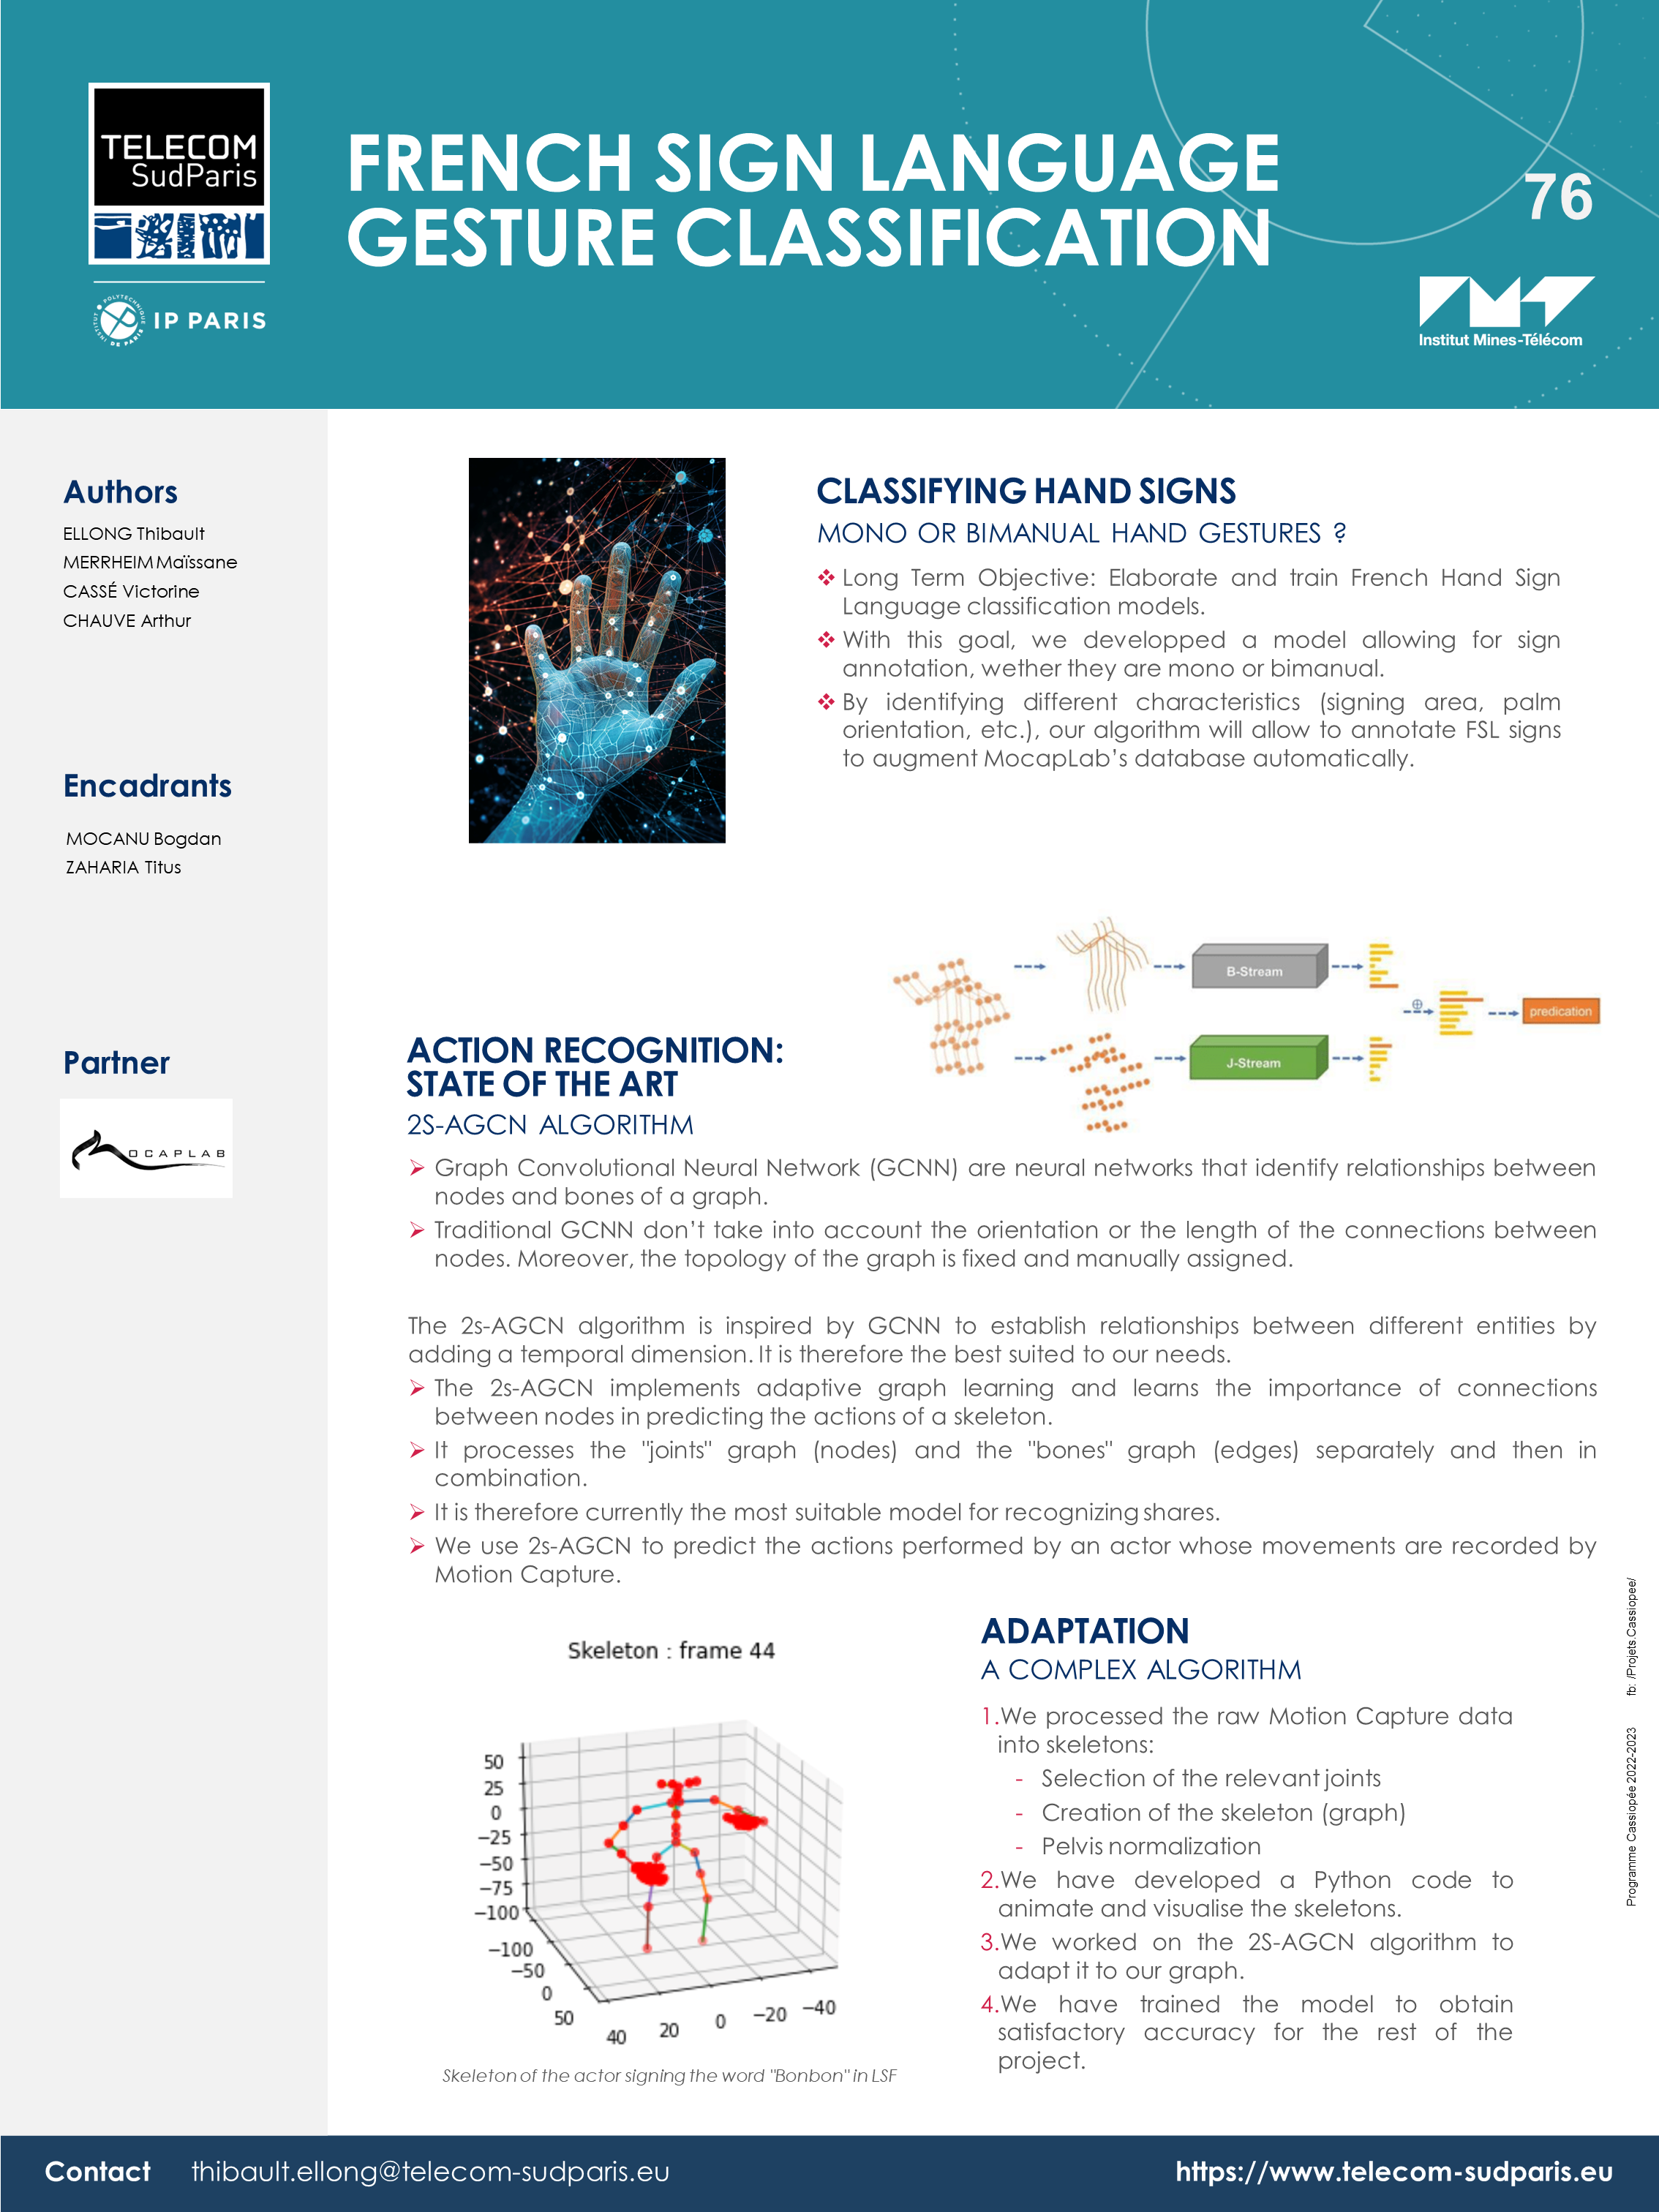 TELECOM
SudParis
POLYTECHNIQUE
INSTITUT
DE PARIS
IP PARIS
FRENCH SIGN LANGUAGE
GESTURE CLASSIFICATION
76
Institut Mines-Télécom
Authors
ELLONG Thibault
MERRHEIM Maïssane
CASSÉ Victorine
CHAUVE Arthur
Encadrants
MOCANU Bogdan
ZAHARIA Titus
Partner
MOCAPLAB
CLASSIFYING HAND SIGNS
MONO OR BIMANUAL HAND GESTURES ?
❖ Long Term Objective: Elaborate and train French Hand Sign
Language classification models.
❖ With this goal, we developped a model allowing for sign
annotation, wether they are mono or bimanual.
❖ By identifying different characteristics (signing area, palm
orientation, etc.), our algorithm will allow to annotate FSL signs
to augment MocapLab’s database automatically.
B-Stream
J-Stream
predication
ACTION RECOGNITION:
STATE OF THE ART
2S-AGCN ALGORITHM
➢ Graph Convolutional Neural Network (GCNN) are neural networks that identify relationships between
nodes and bones of a graph.
➢ Traditional GCNN don’t take into account the orientation or the length of the connections between
nodes. Moreover, the topology of the graph is fixed and manually assigned.
The 2s-AGCN algorithm is inspired by GCNN to establish relationships between different entities by
adding a temporal dimension. It is therefore the best suited to our needs.
➢ The 2s-AGCN implements adaptive graph learning and learns the importance of connections
between nodes in predicting the actions of a skeleton.
➢ It processes the "joints" graph (nodes) and the "bones" graph (edges) separately and then in
combination.
➢ It is therefore currently the most suitable model for recognizing shares.
➢ We use 2s-AGCN to predict the actions performed by an actor whose movements are recorded by
Motion Capture.
Skeleton : frame 44
50
25
0
−25
−50
−75
−100
−100
−50
0
50
40
20
0
−20
−40
Skeleton of the actor signing the word "Bonbon" in LSF
ADAPTATION
A COMPLEX ALGORITHM
1.We processed the raw Motion Capture data
into skeletons:
- Selection of the relevant joints
- Creation of the skeleton (graph)
- Pelvis normalization
2.We have developed a Python code to
animate and visualise the skeletons.
3.We worked on the 2S-AGCN algorithm to
adapt it to our graph.
4.We have trained the model to obtain
satisfactory accuracy for the rest of the
project.
Programme Cassiopée 2022-2023 fb: /Projets.Cassiopee/
Contact thibault.ellong@telecom-sudparis.eu
https://www.telecom-sudparis.eu